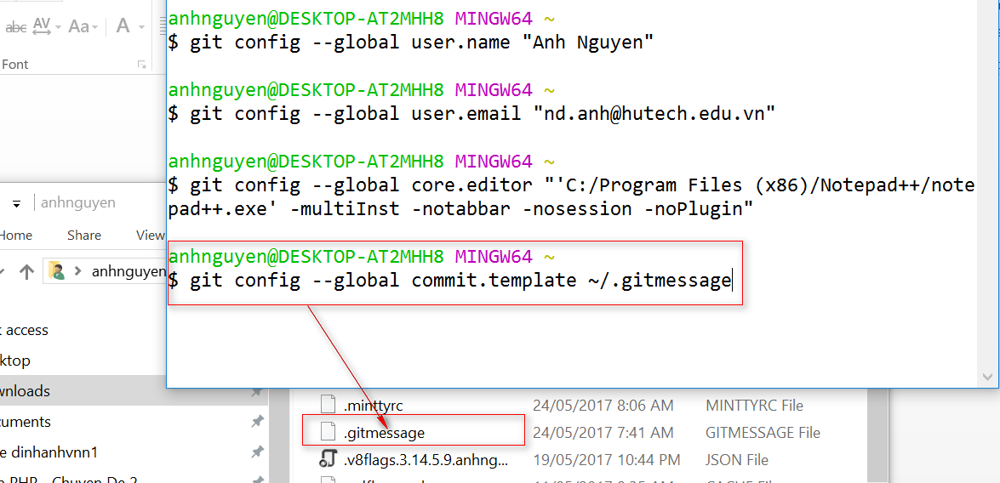 anhnguyen@DESKTOP-AT2MHH8 MINGW64 ~
$ git config --global user.name "Anh Nguyen"
anhnguyen@DESKTOP-AT2MHH8 MINGW64 ~
$ git config --global user.email "nd.anh@hutech.edu.vn"
anhnguyen@DESKTOP-AT2MHH8 MINGW64 ~
$ git config --global core.editor "'C:/Program Files (x86)/Notepad++/note
pad++.exe' -multiInst -notabbar -nosession -noPlugin"
anhnguyen@DESKTOP-AT2MHH8 MINGW64 ~
$ git config --global commit.template ~/.gitmessage
abc AV Aa A
Font
anhnguyen
Home Share View
anhnguyen
access
ktop
wnloads
cuments
e dinhanhvnn1
PHP - Chuyen De 2
.minttyrc 24/05/2017 8:06 AM MINTTYRC File
.gitmessage 24/05/2017 7:41 AM GITMESSAGE File
.v8flags.3.14.5.9.anhng... 19/05/2017 10:44 PM JSON File